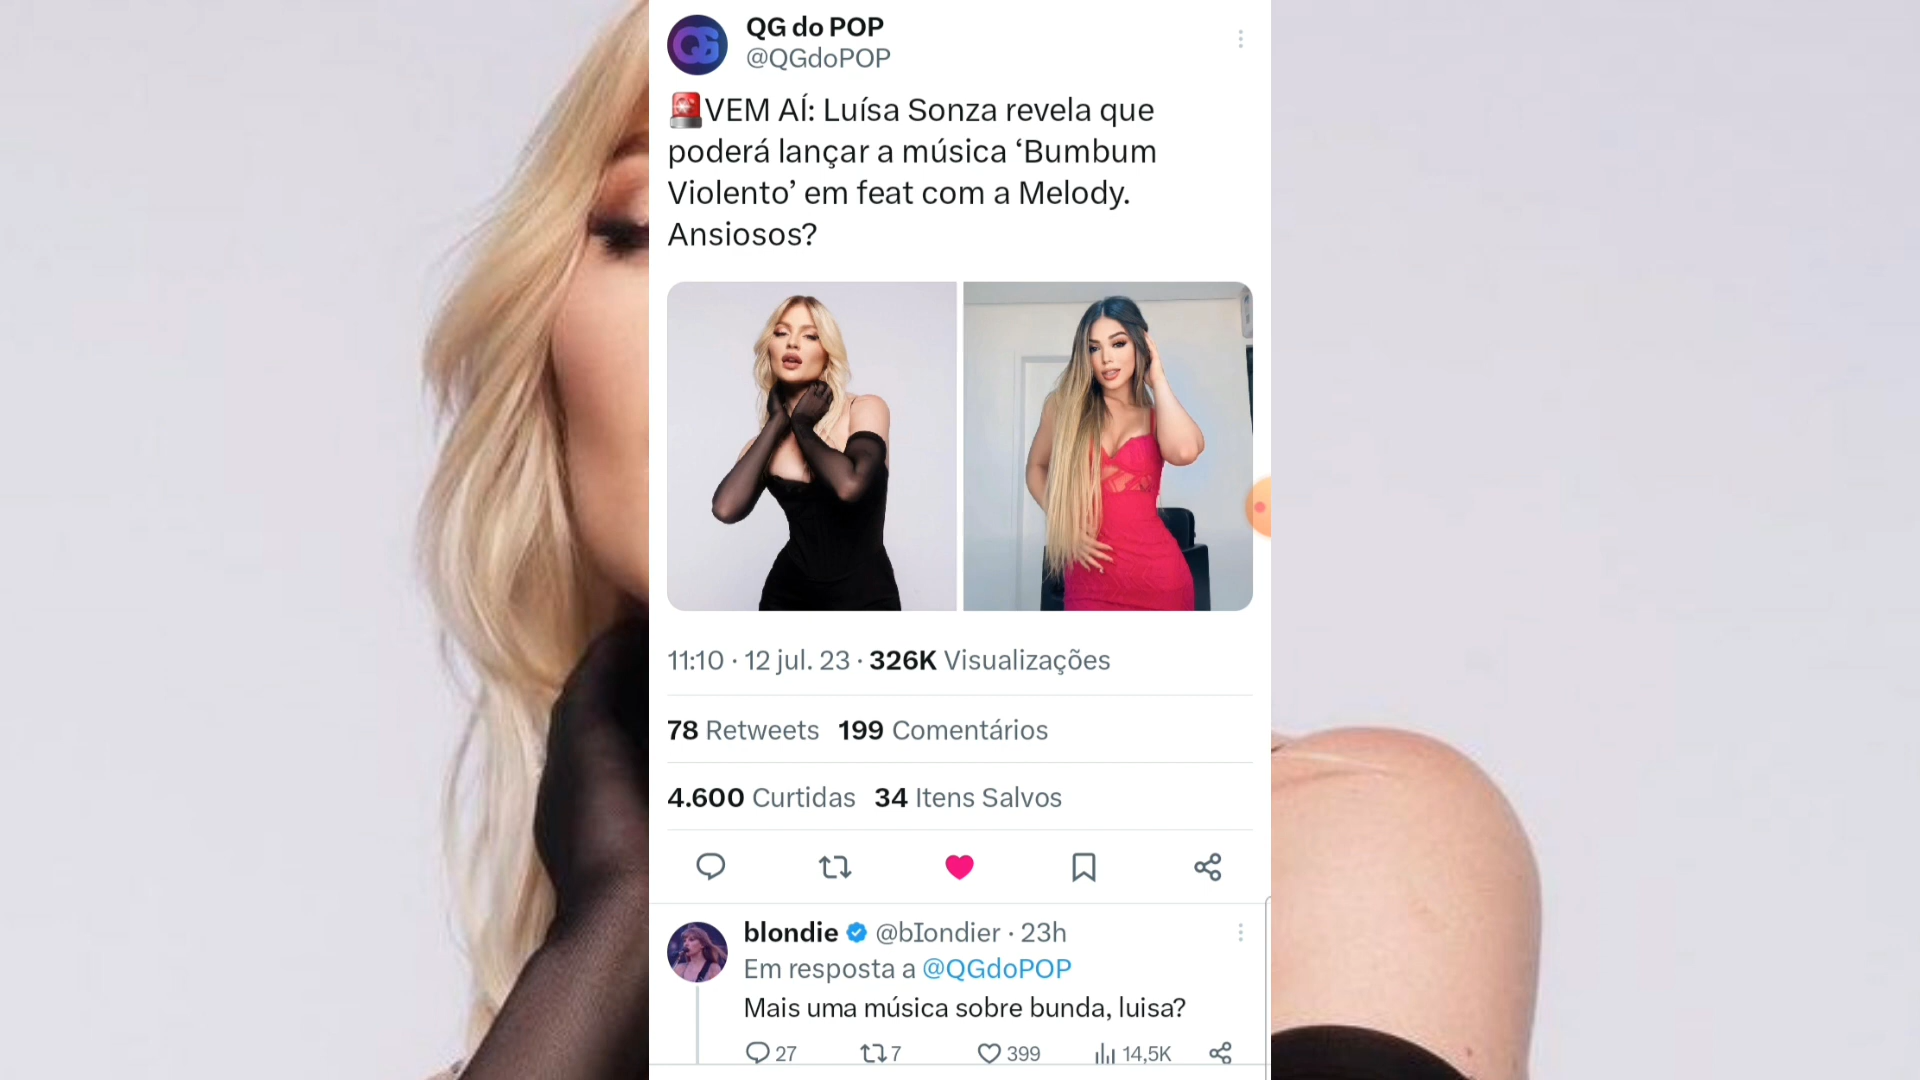 QG do POP
@QGdoPOP
🚨VEM AÍ: Luísa Sonza revela que
poderá lançar a música ‘Bumbum
Violento’ em feat com a Melody.
Ansiosos?
11:10 · 12 jul. 23 · 326K Visualizações
78 Retweets 199 Comentários
4.600 Curtidas 34 Itens Salvos
blondie @bIondier · 23h
Em resposta a @QGdoPOP
Mais uma música sobre bunda, luisa?
27 7 399 14,5K